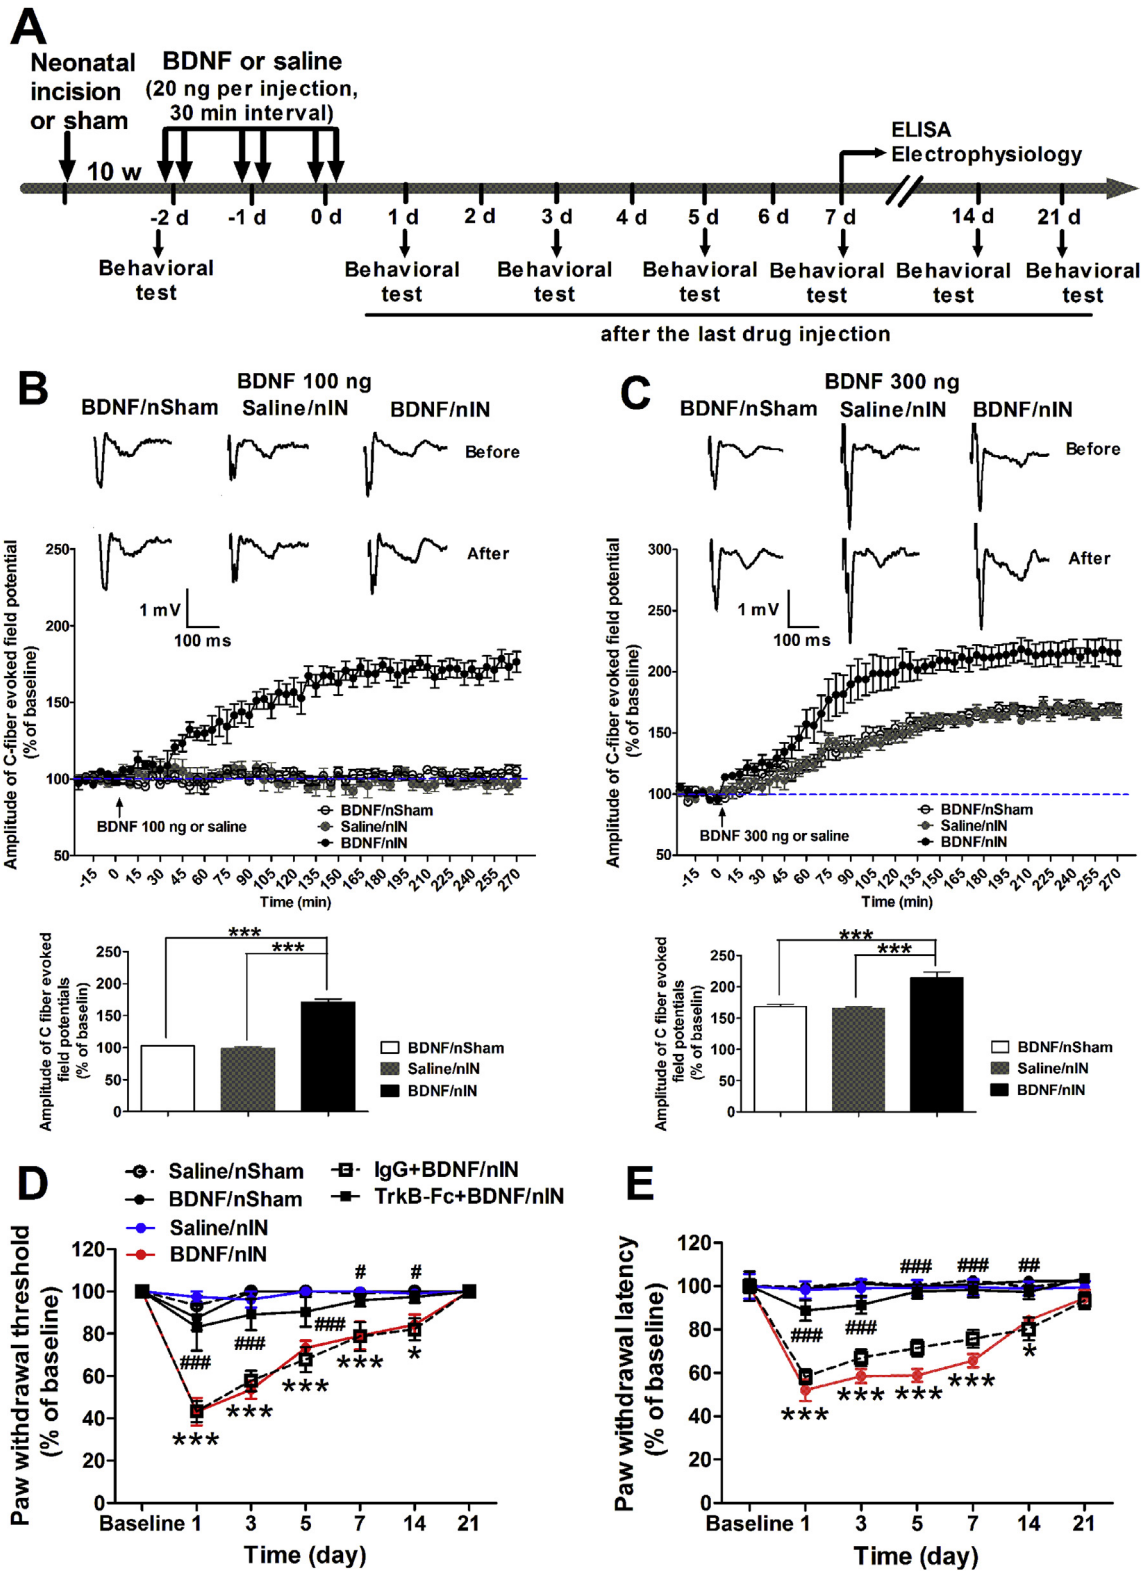 A
Neonatal
incision
or sham
BDNF or saline
(20 ng per injection,
30 min interval)
10 w
ELISA
Electrophysiology
-2 d
-1 d
0 d
1 d
2 d
3 d
4 d
5 d
6 d
7 d
14 d
21 d
Behavioral
test
Behavioral
test
Behavioral
test
Behavioral
test
Behavioral
test
Behavioral
test
Behavioral
test
after the last drug injection
B
BDNF 100 ng
BDNF/nSham
Saline/nIN
BDNF/nIN
Before
After
1 mV
100 ms
Amplitude of C-fiber evoked field potential
(% of baseline)
250
200
150
100
50
BDNF 100 ng or saline
BDNF/nSham
Saline/nIN
BDNF/nIN
-15 0 15 30 45 60 75 90 105 120 135 150 165 180 195 210 225 240 255 270
Time (min)
Amplitude of C fiber evoked
field potentials
(% of baselin)
250
200
150
100
50
0
***
***
BDNF/nSham
Saline/nIN
BDNF/nIN
C
BDNF 300 ng
BDNF/nSham
Saline/nIN
BDNF/nIN
Before
After
1 mV
100 ms
Amplitude of C-fiber evoked field potential
(% of baseline)
300
250
200
150
100
50
BDNF 300 ng or saline
BDNF/nSham
Saline/nIN
BDNF/nIN
-15 0 15 30 45 60 75 90 105 120 135 150 165 180 195 210 225 240 255 270
Time (min)
Amplitude of C fiber evoked
field potentials
(% of baselin)
250
200
150
100
50
0
***
***
BDNF/nSham
Saline/nIN
BDNF/nIN
D
Saline/nSham
BDNF/nSham
Saline/nIN
BDNF/nIN
IgG+BDNF/nIN
TrkB-Fc+BDNF/nIN
Paw withdrawal threshold
(% of baseline)
120
100
80
60
40
20
0
# #
###
###
###
***
***
***
***
*
Baseline 1 3 5 7 14 21
Time (day)
E
Paw withdrawal latency
(% of baseline)
120
100
80
60
40
20
0
### ### ##
###
###
***
***
***
***
*
Baseline 1 3 5 7 14 21
Time (day)